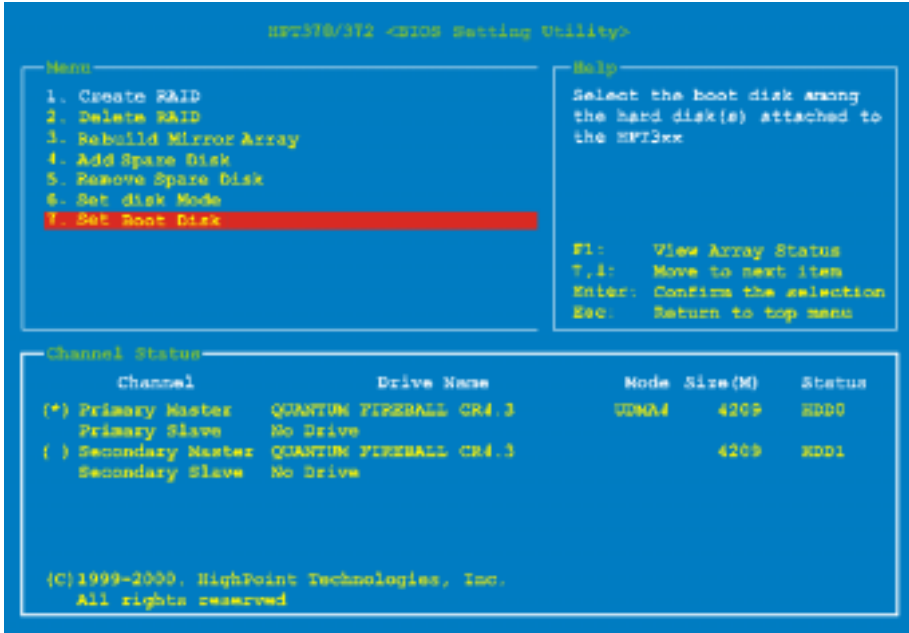 HPT370/372 <BIOS Setting Utility>
Menu
1. Create RAID
2. Delete RAID
3. Rebuild Mirror Array
4. Add Spare Disk
5. Remove Spare Disk
6. Set disk Mode
7. Set Boot Disk
Help
Select the boot disk among
the hard disk(s) attached to
the HPT3xx
F1: View Array Status
↑,↓: Move to next item
Enter: Confirm the selection
Esc: Return to top menu
Channel Status
Channel Drive Name Mode Size(M) Status
(*) Primary Master QUANTUM FIREBALL CR4.3 UDMA4 4209 HDD0
Primary Slave No Drive
( ) Secondary Master QUANTUM FIREBALL CR4.3 4209 HDD1
Secondary Slave No Drive
(C)1999-2000. HighPoint Technologies, Inc.
All rights reserved